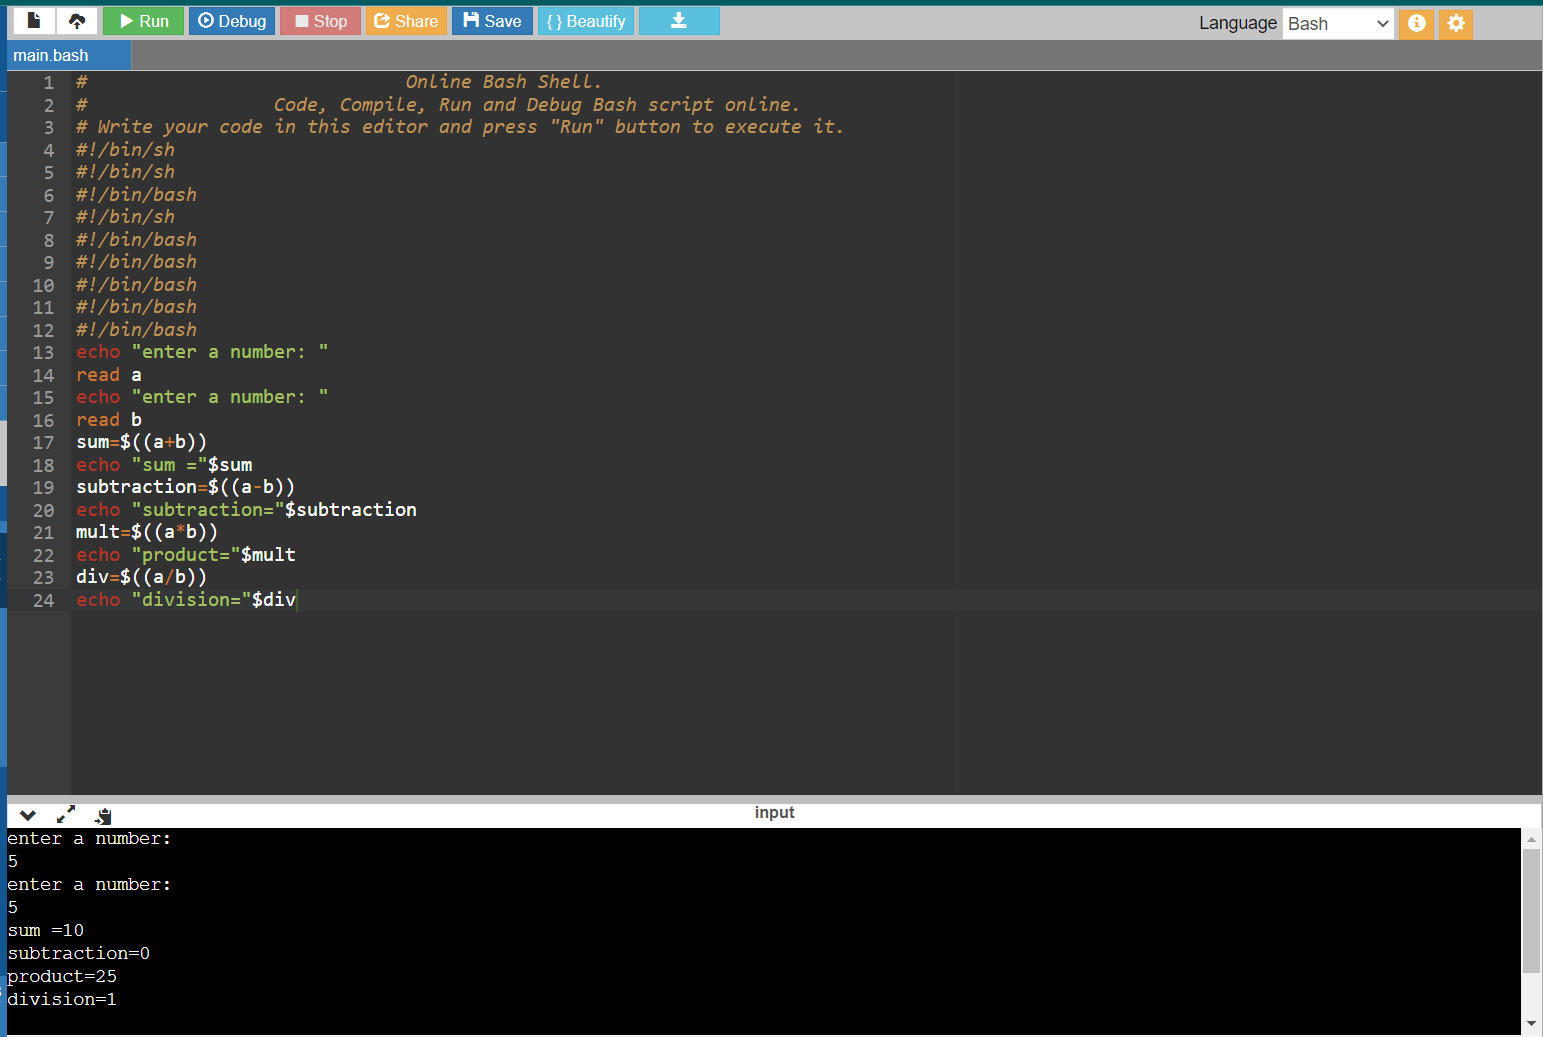 Run Debug Stop Share Save { } Beautify Language Bash
main.bash
1 # Online Bash Shell.
2 # Code, Compile, Run and Debug Bash script online.
3 # Write your code in this editor and press "Run" button to execute it.
4 #!/bin/sh
5 #!/bin/sh
6 #!/bin/bash
7 #!/bin/sh
8 #!/bin/bash
9 #!/bin/bash
10 #!/bin/bash
11 #!/bin/bash
12 #!/bin/bash
13 echo "enter a number: "
14 read a
15 echo "enter a number: "
16 read b
17 sum=$((a+b))
18 echo "sum ="$sum
19 subtraction=$((a-b))
20 echo "subtraction="$subtraction
21 mult=$((a*b))
22 echo "product="$mult
23 div=$((a/b))
24 echo "division="$div
input
enter a number:
5
enter a number:
5
sum =10
subtraction=0
product=25
division=1